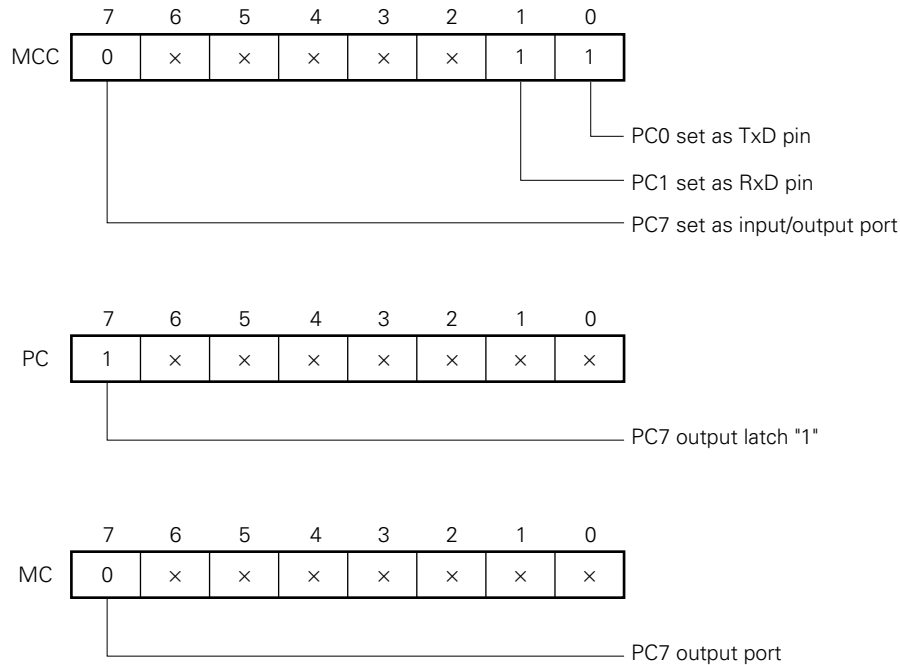 7 6 5 4 3 2 1 0
MCC 0 × × × × × 1 1
PC0 set as TxD pin
PC1 set as RxD pin
PC7 set as input/output port
7 6 5 4 3 2 1 0
PC 1 × × × × × × ×
PC7 output latch "1"
7 6 5 4 3 2 1 0
MC 0 × × × × × × ×
PC7 output port